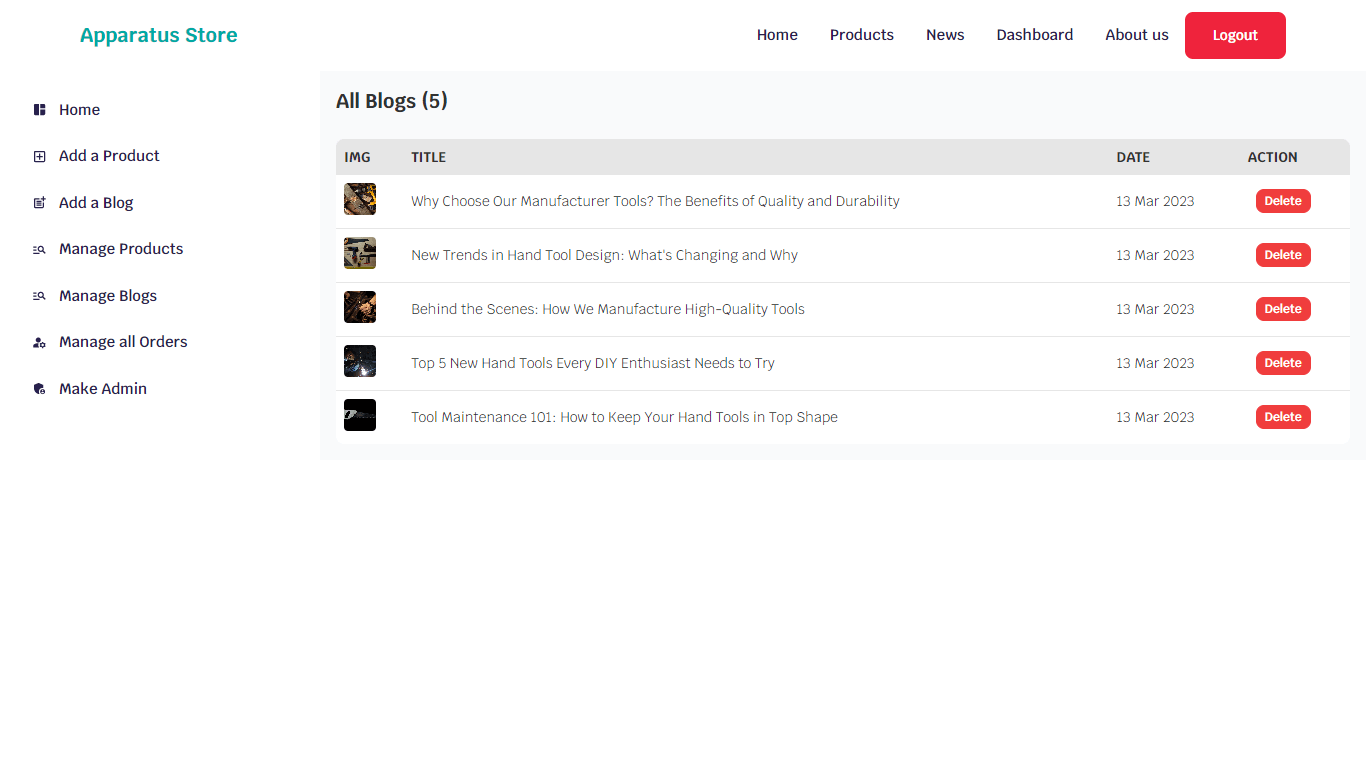 Apparatus Store
Home Products News Dashboard About us Logout
Home
Add a Product
Add a Blog
Manage Products
Manage Blogs
Manage all Orders
Make Admin
All Blogs (5)
IMG TITLE DATE ACTION
Why Choose Our Manufacturer Tools? The Benefits of Quality and Durability 13 Mar 2023 Delete
New Trends in Hand Tool Design: What's Changing and Why 13 Mar 2023 Delete
Behind the Scenes: How We Manufacture High-Quality Tools 13 Mar 2023 Delete
Top 5 New Hand Tools Every DIY Enthusiast Needs to Try 13 Mar 2023 Delete
Tool Maintenance 101: How to Keep Your Hand Tools in Top Shape 13 Mar 2023 Delete